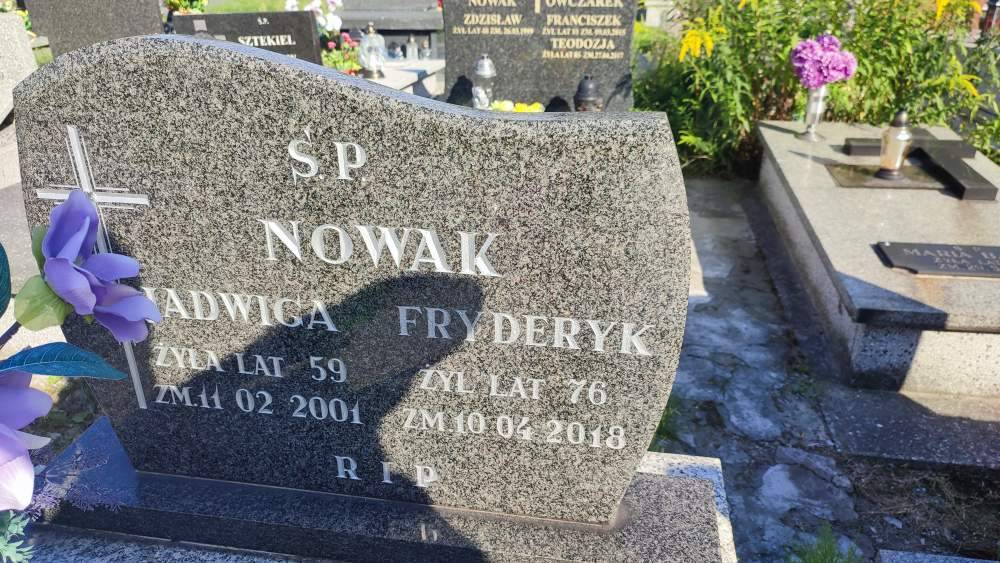 Ś.P.
SZTEKIEL
NOWAK
ZDZISŁAW
OWCZAREK
FRANCISZEK
TEODOZJA
Ś.P
NOWAK
JADWIGA
ŻYŁA LAT 59
ZM.11 02 2001
FRYDERYK
ŻYŁ LAT 76
ZM 10 04 2018
R I P
MARIA